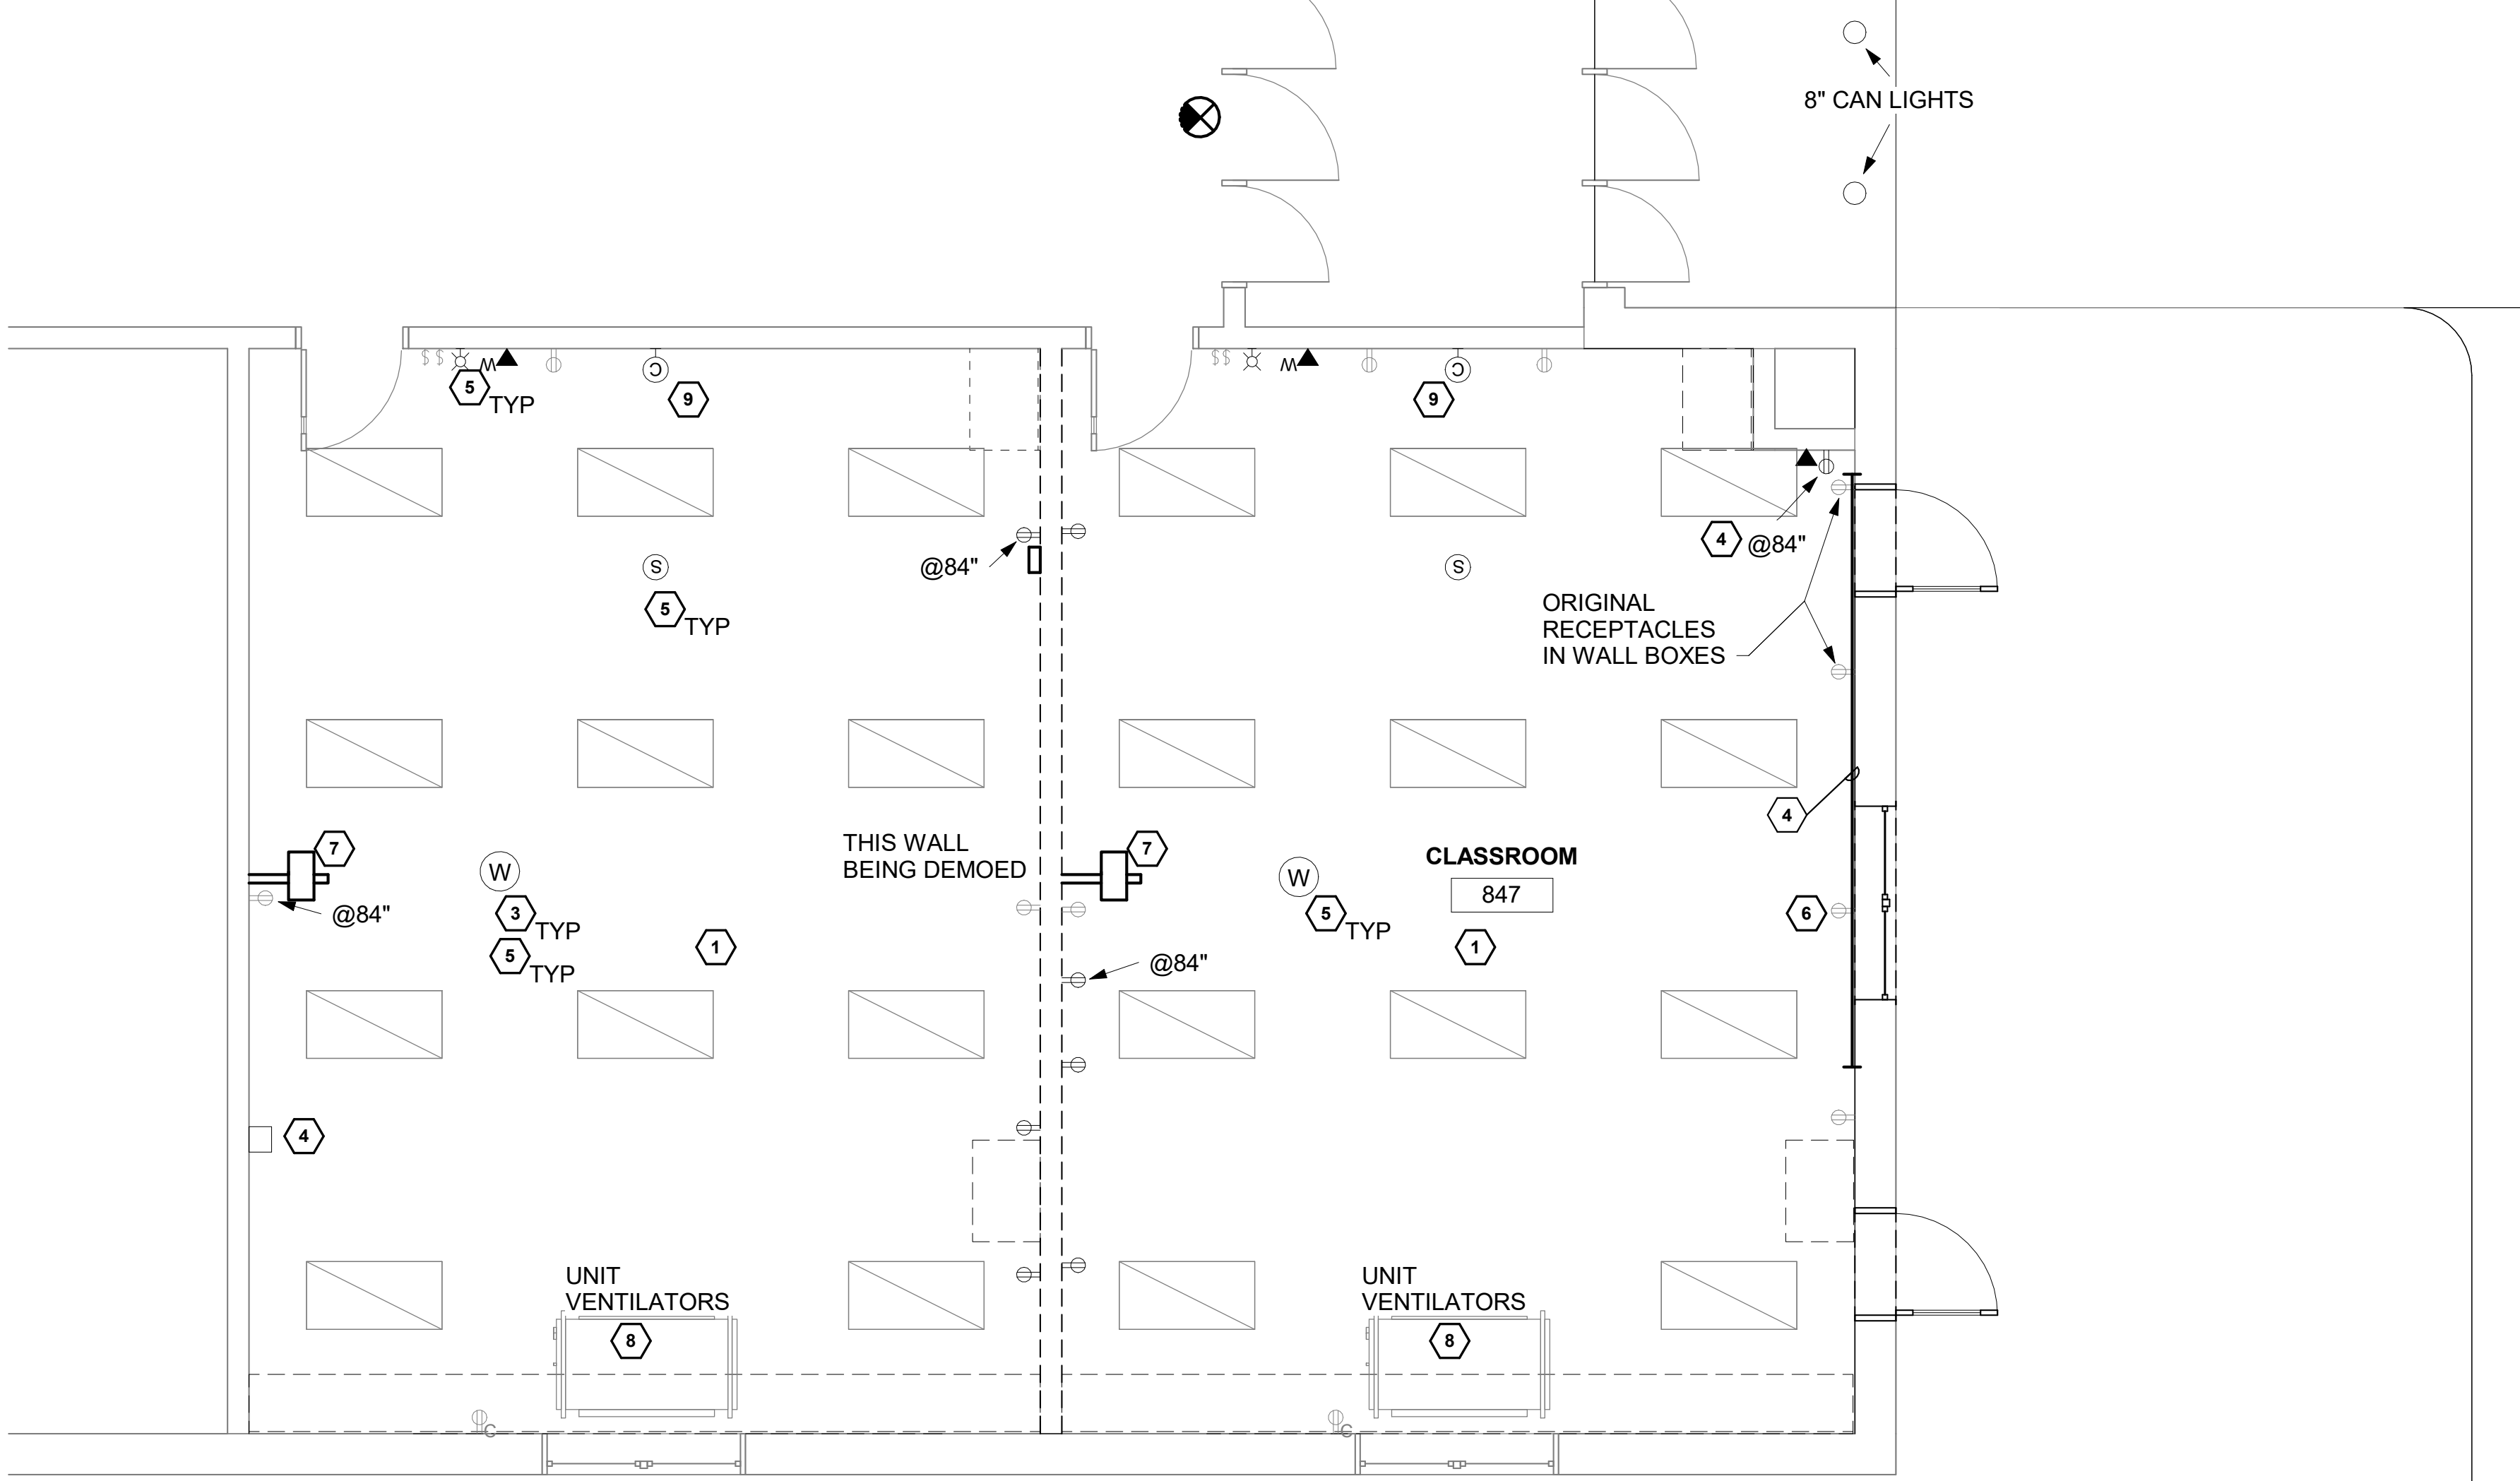 8" CAN LIGHTS
$ $
W
5
TYP
C
9
$ $
W
C
9
4
@84"
@84"
S
5
TYP
S
ORIGINAL
RECEPTACLES
IN WALL BOXES
4
7
THIS WALL
BEING DEMOED
7
CLASSROOM
847
W
W
@84"
3
TYP
5
TYP
6
5
TYP
1
1
@84"
4
UNIT
VENTILATORS
UNIT
VENTILATORS
8
8
C
C